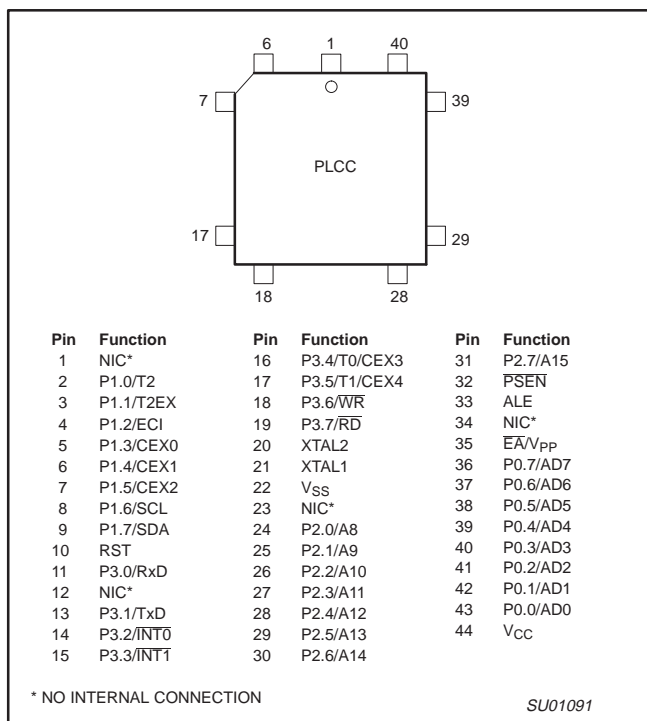 6 1 40
7 39
PLCC
17 29
18 28
Pin Function Pin Function Pin Function
1 NIC* 16 P3.4/T0/CEX3 31 P2.7/A15
2 P1.0/T2 17 P3.5/T1/CEX4 32 P̅S̅E̅N̅
3 P1.1/T2EX 18 P3.6/W̅R̅ 33 ALE
4 P1.2/ECI 19 P3.7/R̅D̅ 34 NIC*
5 P1.3/CEX0 20 XTAL2 35 E̅A̅/VPP
6 P1.4/CEX1 21 XTAL1 36 P0.7/AD7
7 P1.5/CEX2 22 VSS 37 P0.6/AD6
8 P1.6/SCL 23 NIC* 38 P0.5/AD5
9 P1.7/SDA 24 P2.0/A8 39 P0.4/AD4
10 RST 25 P2.1/A9 40 P0.3/AD3
11 P3.0/RxD 26 P2.2/A10 41 P0.2/AD2
12 NIC* 27 P2.3/A11 42 P0.1/AD1
13 P3.1/TxD 28 P2.4/A12 43 P0.0/AD0
14 P3.2/I̅N̅T̅0̅ 29 P2.5/A13 44 VCC
15 P3.3/I̅N̅T̅1̅ 30 P2.6/A14
* NO INTERNAL CONNECTION
SU01091